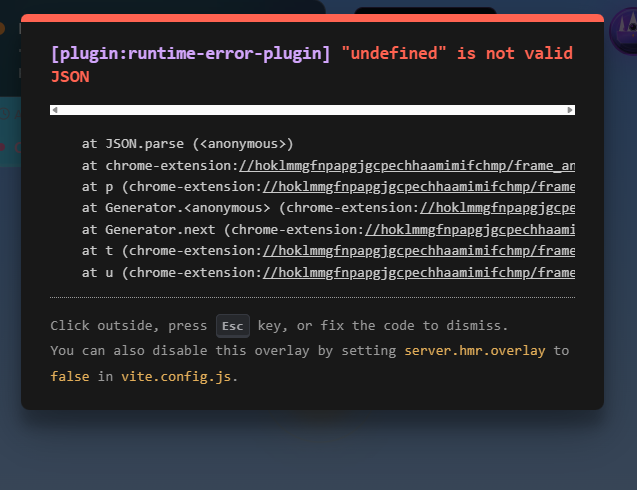 [plugin:runtime-error-plugin] "undefined" is not valid
JSON
at JSON.parse (<anonymous>)
at chrome-extension://hoklmmgfnpapgjgcpechhaamimifchmp/frame_an
at p (chrome-extension://hoklmmgfnpapgjgcpechhaamimifchmp/frame
at Generator.<anonymous> (chrome-extension://hoklmmgfnpapgjgcpe
at Generator.next (chrome-extension://hoklmmgfnpapgjgcpechhaami
at t (chrome-extension://hoklmmgfnpapgjgcpechhaamimifchmp/frame
at u (chrome-extension://hoklmmgfnpapgjgcpechhaamimifchmp/frame
Click outside, press Esc key, or fix the code to dismiss.
You can also disable this overlay by setting server.hmr.overlay to
false in vite.config.js.